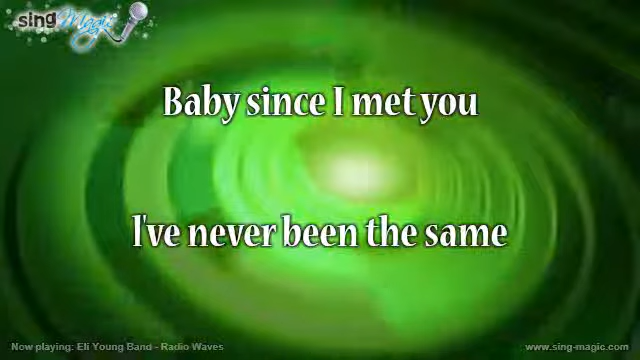 sing Magic
Baby since I met you
I've never been the same
Now playing: Eli Young Band - Radio Waves
www.sing-magic.com